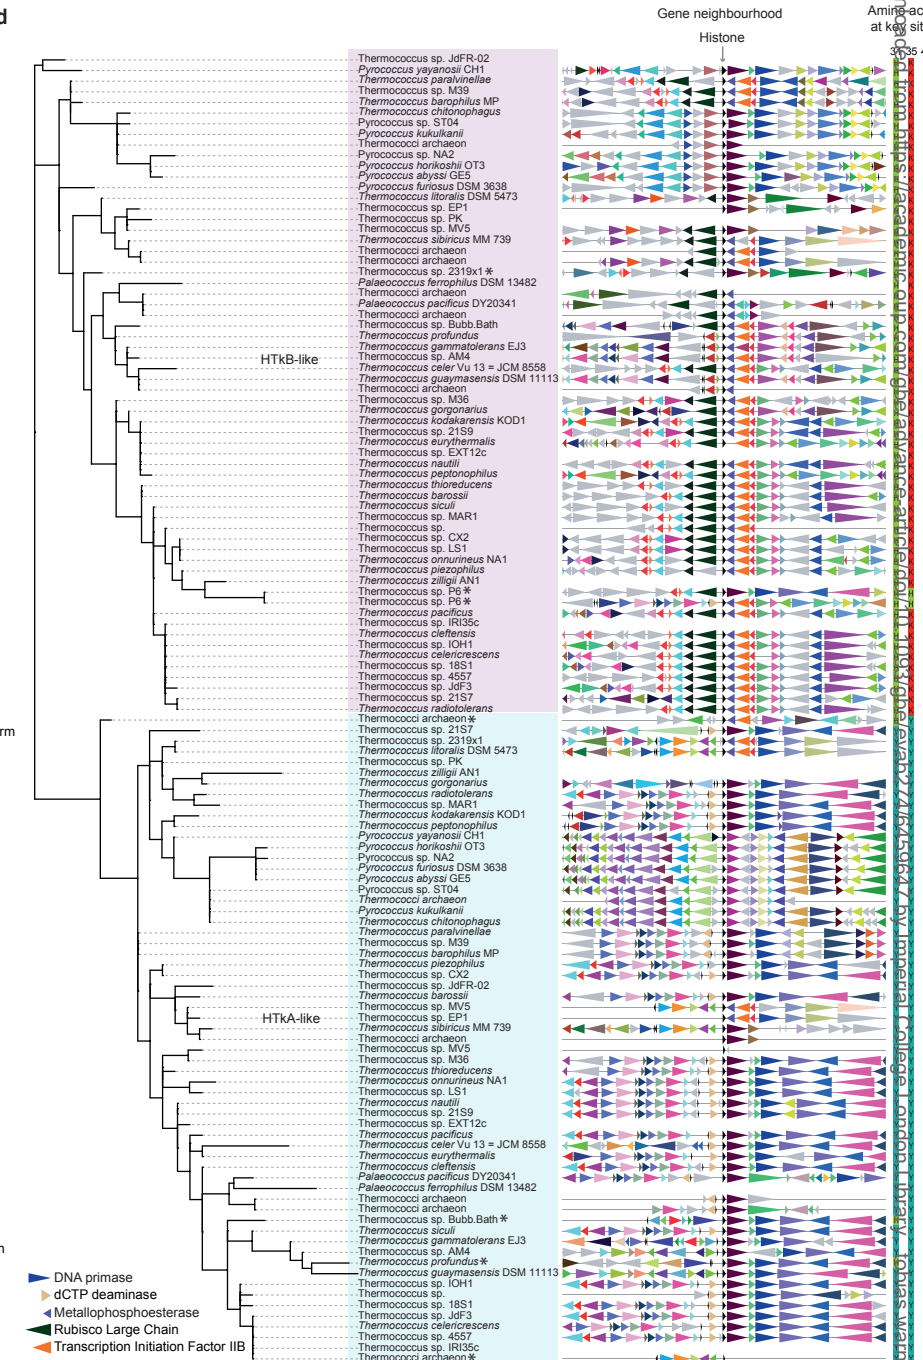 d
Gene neighbourhood
Histone
Amino ac
at key sit
Thermococcus sp. JdFR-02
Pyrococcus yayanosii CH1
Thermococcus paralvinellae
Thermococcus sp. M39
Thermococcus barophilus MP
Thermococcus chitonophagus
Pyrococcus sp. ST04
Pyrococcus kukulkanii
Thermococci archaeon
Pyrococcus sp. NA2
Pyrococcus horikoshii OT3
Pyrococcus abyssi GE5
Pyrococcus furiosus DSM 3638
Thermococcus litoralis DSM 5473
Thermococcus sp. EP1
Thermococcus sp. PK
Thermococcus sp. MV5
Thermococcus sibiricus MM 739
Thermococci archaeon
Thermococci archaeon
Thermococcus sp. 2319x1 *
Palaeococcus ferrophilus DSM 13482
Thermococci archaeon
Palaeococcus pacificus DY20341
Thermococci archaeon
Thermococcus sp. Bubb.Bath
Thermococcus profundus
Thermococcus gammatolerans EJ3
HTkB-like
Thermococcus sp. AM4
Thermococcus celer Vu 13 = JCM 8558
Thermococcus guaymasensis DSM 11113
Thermococci archaeon
Thermococcus sp. M36
Thermococcus gorgonarius
Thermococcus kodakarensis KOD1
Thermococcus sp. 21S9
Thermococcus eurythermalis
Thermococcus sp. EXT12c
Thermococcus nautili
Thermococcus peptonophilus
Thermococcus thioreducens
Thermococcus barossii
Thermococcus siculi
Thermococcus sp. MAR1
Thermococcus sp.
Thermococcus sp. CX2
Thermococcus sp. LS1
Thermococcus onnurineus NA1
Thermococcus piezophilus
Thermococcus zilligii AN1
Thermococcus sp. P6 *
Thermococcus sp. P6 *
Thermococcus pacificus
Thermococcus sp. IRI35c
Thermococcus cleftensis
Thermococcus sp. IOH1
Thermococcus celericrescens
Thermococcus sp. 18S1
Thermococcus sp. 4557
Thermococcus sp. JdF3
Thermococcus sp. 21S7
Thermococcus radiotolerans
Thermococci archaeon *
rm
Thermococcus sp. 21S7
Thermococcus sp. 2319x1
Thermococcus litoralis DSM 5473
Thermococcus sp. PK
Thermococcus zilligii AN1
Thermococcus gorgonarius
Thermococcus radiotolerans
Thermococcus sp. MAR1
Thermococcus kodakarensis KOD1
Thermococcus peptonophilus
Pyrococcus yayanosii CH1
Pyrococcus horikoshii OT3
Pyrococcus sp. NA2
Pyrococcus furiosus DSM 3638
Pyrococcus abyssi GE5
Pyrococcus sp. ST04
Thermococci archaeon
Pyrococcus kukulkanii
Thermococcus chitonophagus
Thermococcus paralvinellae
Thermococcus sp. M39
Thermococcus barophilus MP
Thermococcus piezophilus
Thermococcus sp. CX2
Thermococcus sp. JdFR-02
Thermococcus barossii
Thermococcus sp. MV5
HTkA-like
Thermococcus sp. EP1
Thermococcus sibiricus MM 739
Thermococci archaeon
Thermococcus sp. MV5
Thermococcus sp. M36
Thermococcus thioreducens
Thermococcus onnurineus NA1
Thermococcus sp. LS1
Thermococcus nautili
Thermococcus sp. 21S9
Thermococcus sp. EXT12c
Thermococcus pacificus
Thermococcus celer Vu 13 = JCM 8558
Thermococcus eurythermalis
Thermococcus cleftensis
Palaeococcus pacificus DY20341
Palaeococcus ferrophilus DSM 13482
Thermococci archaeon
Thermococci archaeon
Thermococcus sp. Bubb.Bath *
Thermococcus siculi
Thermococcus gammatolerans EJ3
Thermococcus sp. AM4
Thermococcus profundus *
Thermococcus guaymasensis DSM 11113
Thermococcus sp. IOH1
Thermococcus sp.
Thermococcus sp. 18S1
Thermococcus sp. JdF3
Thermococcus celericrescens
Thermococcus sp. 4557
Thermococcus sp. IRI35c
Thermococci archaeon *
DNA primase
dCTP deaminase
Metallophosphoesterase
Rubisco Large Chain
Transcription Initiation Factor IIB